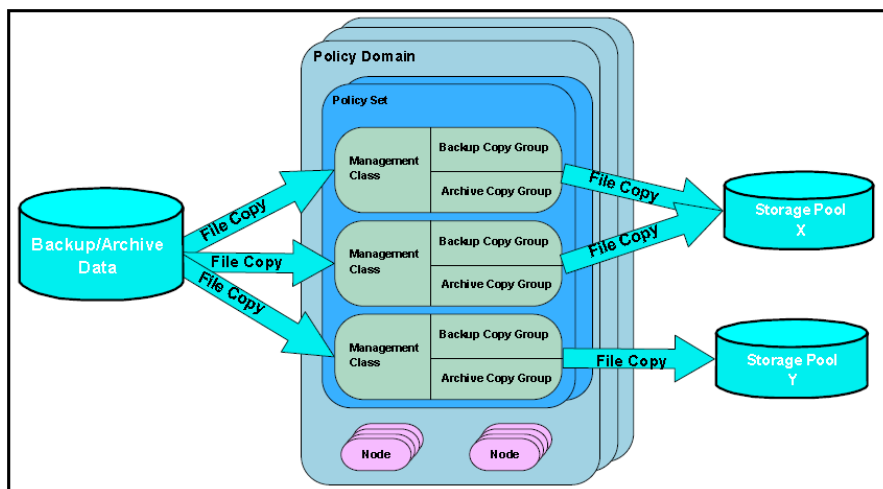 Policy Domain
Policy Set
Management
Class
Backup Copy Group
Archive Copy Group
Management
Class
Backup Copy Group
Archive Copy Group
Management
Class
Backup Copy Group
Archive Copy Group
Backup/Archive
Data
File Copy
File Copy
File Copy
File Copy
File Copy
File Copy
Storage Pool
X
Storage Pool
Y
Node
Node